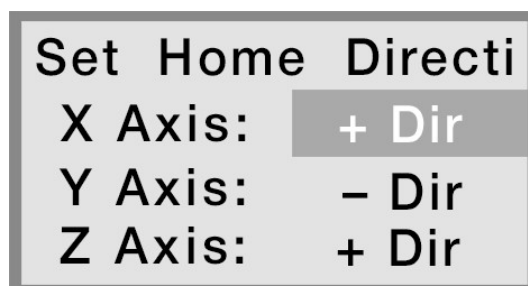 Set Home Directi
X Axis: + Dir
Y Axis: – Dir
Z Axis: + Dir